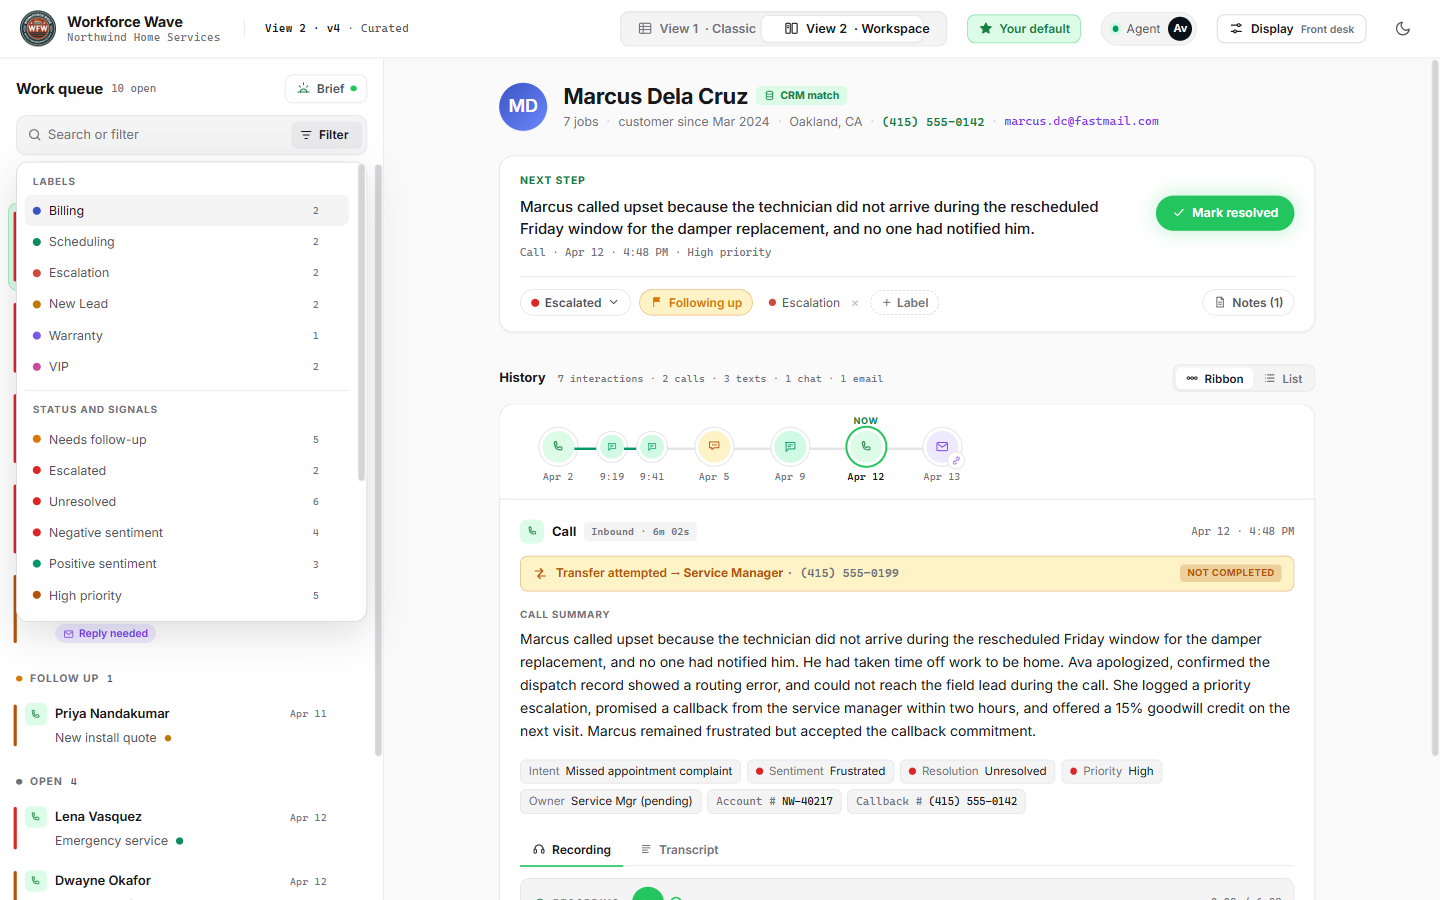 WFW
Workforce Wave
Northwind Home Services
View 2 · v4 · Curated
View 1 · Classic
View 2 · Workspace
Your default
Agent
Av
Display Front desk
Work queue 10 open
Brief
Search or filter
Filter
LABELS
Billing 2
Scheduling 2
Escalation 2
New Lead 2
Warranty 1
VIP 2
STATUS AND SIGNALS
Needs follow-up 5
Escalated 2
Unresolved 6
Negative sentiment 4
Positive sentiment 3
High priority 5
Reply needed
FOLLOW UP 1
Priya Nandakumar Apr 11
New install quote
OPEN 4
Lena Vasquez Apr 12
Emergency service
Dwayne Okafor Apr 12
MD
Marcus Dela Cruz
CRM match
7 jobs · customer since Mar 2024 · Oakland, CA · (415) 555-0142 · marcus.dc@fastmail.com
NEXT STEP
Marcus called upset because the technician did not arrive during the rescheduled
Friday window for the damper replacement, and no one had notified him.
Call · Apr 12 · 4:48 PM · High priority
Mark resolved
Escalated
Following up
Escalation ×
+ Label
Notes (1)
History 7 interactions · 2 calls · 3 texts · 1 chat · 1 email
Ribbon
List
NOW
Apr 2 9:19 9:41 Apr 5 Apr 9 Apr 12 Apr 13
Call Inbound · 6m 02s Apr 12 · 4:48 PM
Transfer attempted → Service Manager · (415) 555-0199 NOT COMPLETED
CALL SUMMARY
Marcus called upset because the technician did not arrive during the rescheduled Friday window for the damper
replacement, and no one had notified him. He had taken time off work to be home. Ava apologized, confirmed the
dispatch record showed a routing error, and could not reach the field lead during the call. She logged a priority
escalation, promised a callback from the service manager within two hours, and offered a 15% goodwill credit on the
next visit. Marcus remained frustrated but accepted the callback commitment.
Intent Missed appointment complaint
Sentiment Frustrated
Resolution Unresolved
Priority High
Owner Service Mgr (pending)
Account # NW-40217
Callback # (415) 555-0142
Recording
Transcript